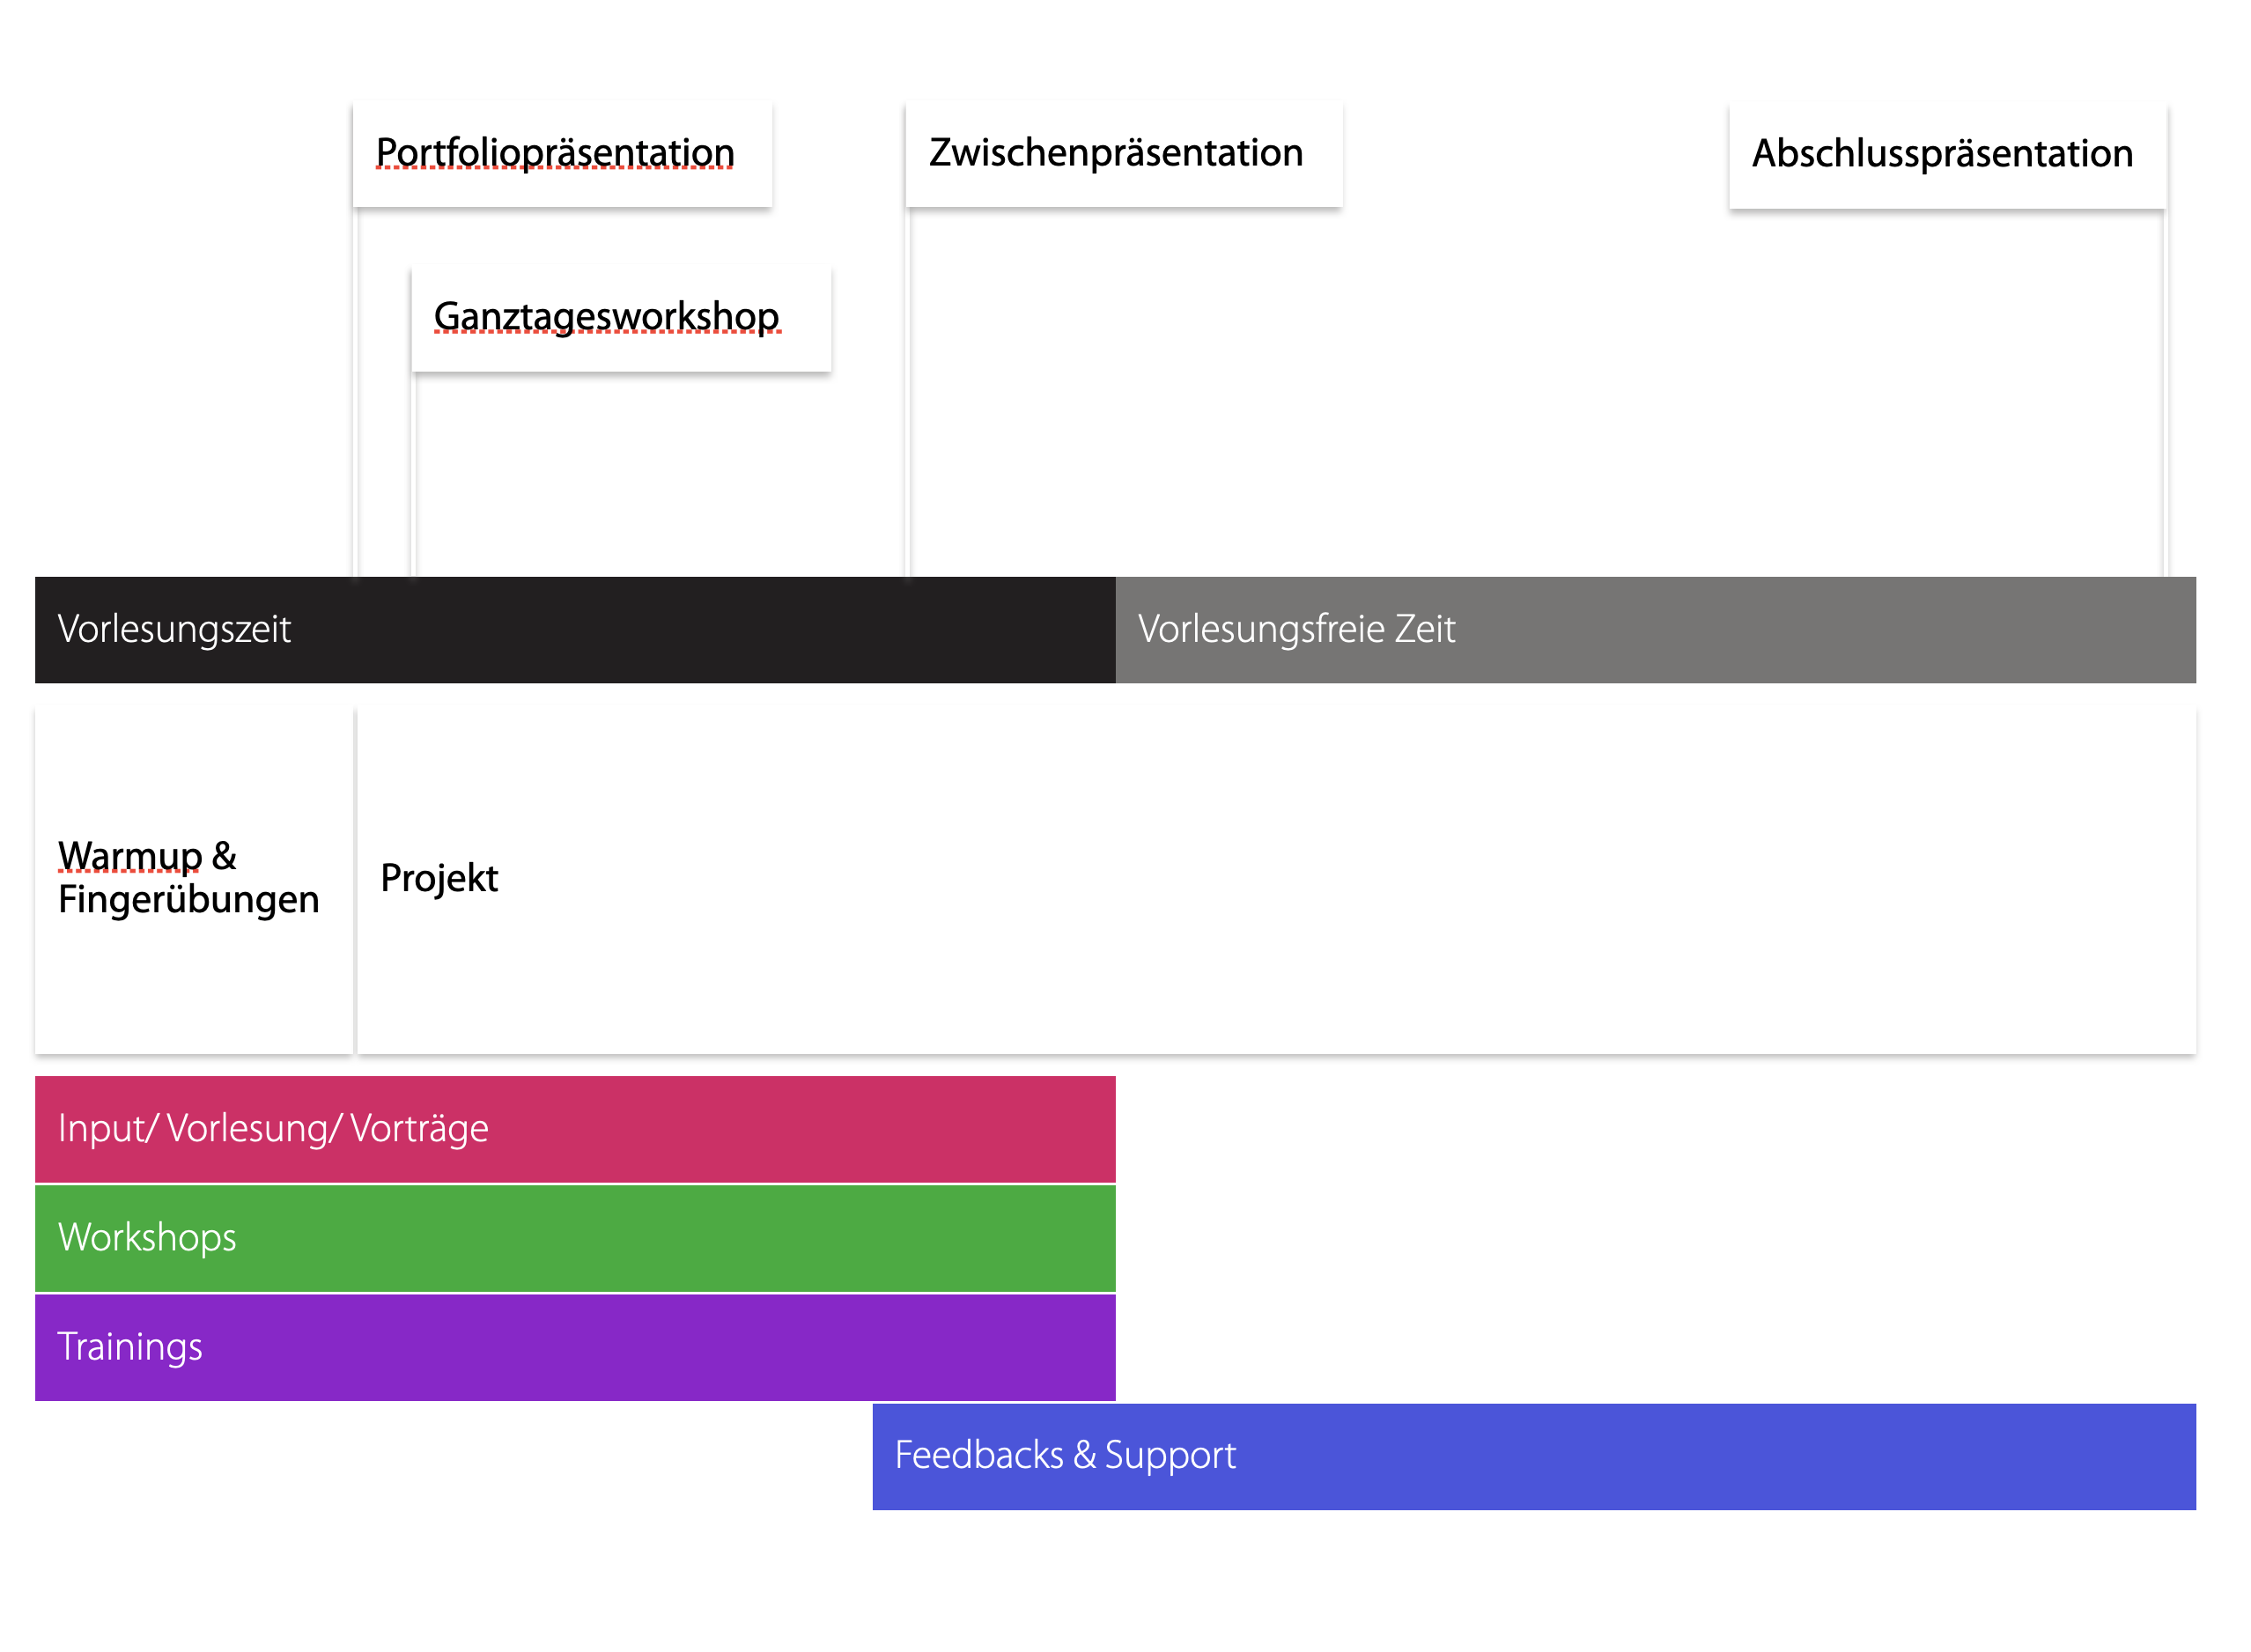 Portfoliopräsentation
Zwischenpräsentation
Abschlusspräsentation
Ganztagesworkshop
Vorlesungszeit
Vorlesungsfreie Zeit
Warmup &
Fingerübungen
Projekt
Input/ Vorlesung/ Vorträge
Workshops
Trainings
Feedbacks & Support